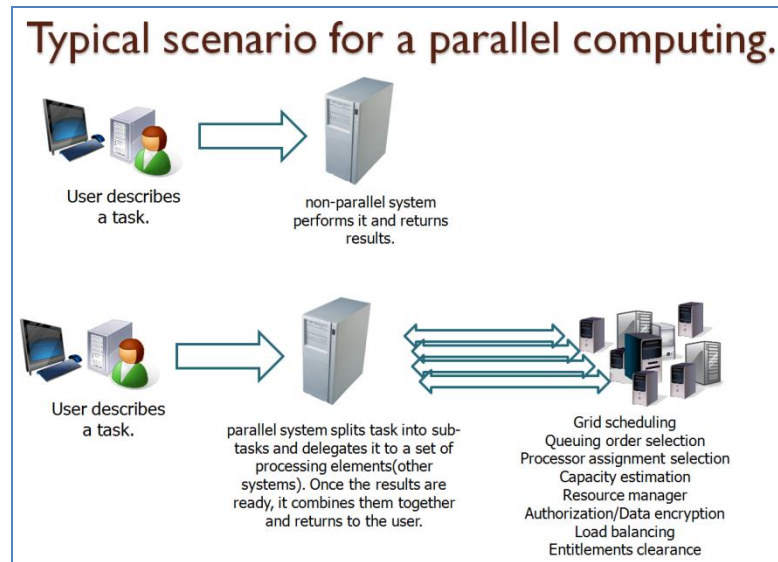 Typical scenario for a parallel computing.
User describes
a task.
non-parallel system
performs it and returns
results.
User describes
a task.
parallel system splits task into sub-
tasks and delegates it to a set of
processing elements(other
systems). Once the results are
ready, it combines them together
and returns to the user.
Grid scheduling
Queuing order selection
Processor assignment selection
Capacity estimation
Resource manager
Authorization/Data encryption
Load balancing
Entitlements clearance